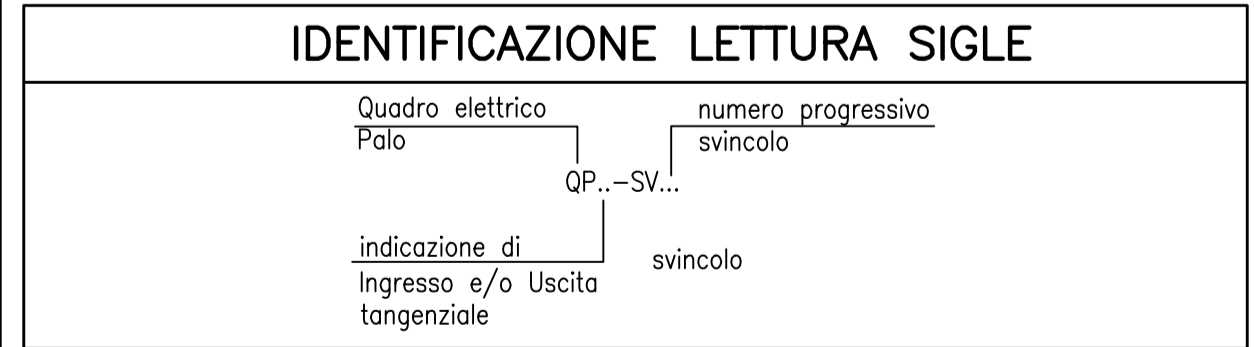 IDENTIFICAZIONE LETTURA SIGLE
Quadro elettrico
Palo
numero progressivo
svincolo
QP..-SV...
indicazione di
Ingresso e/o Uscita
tangenziale
svincolo